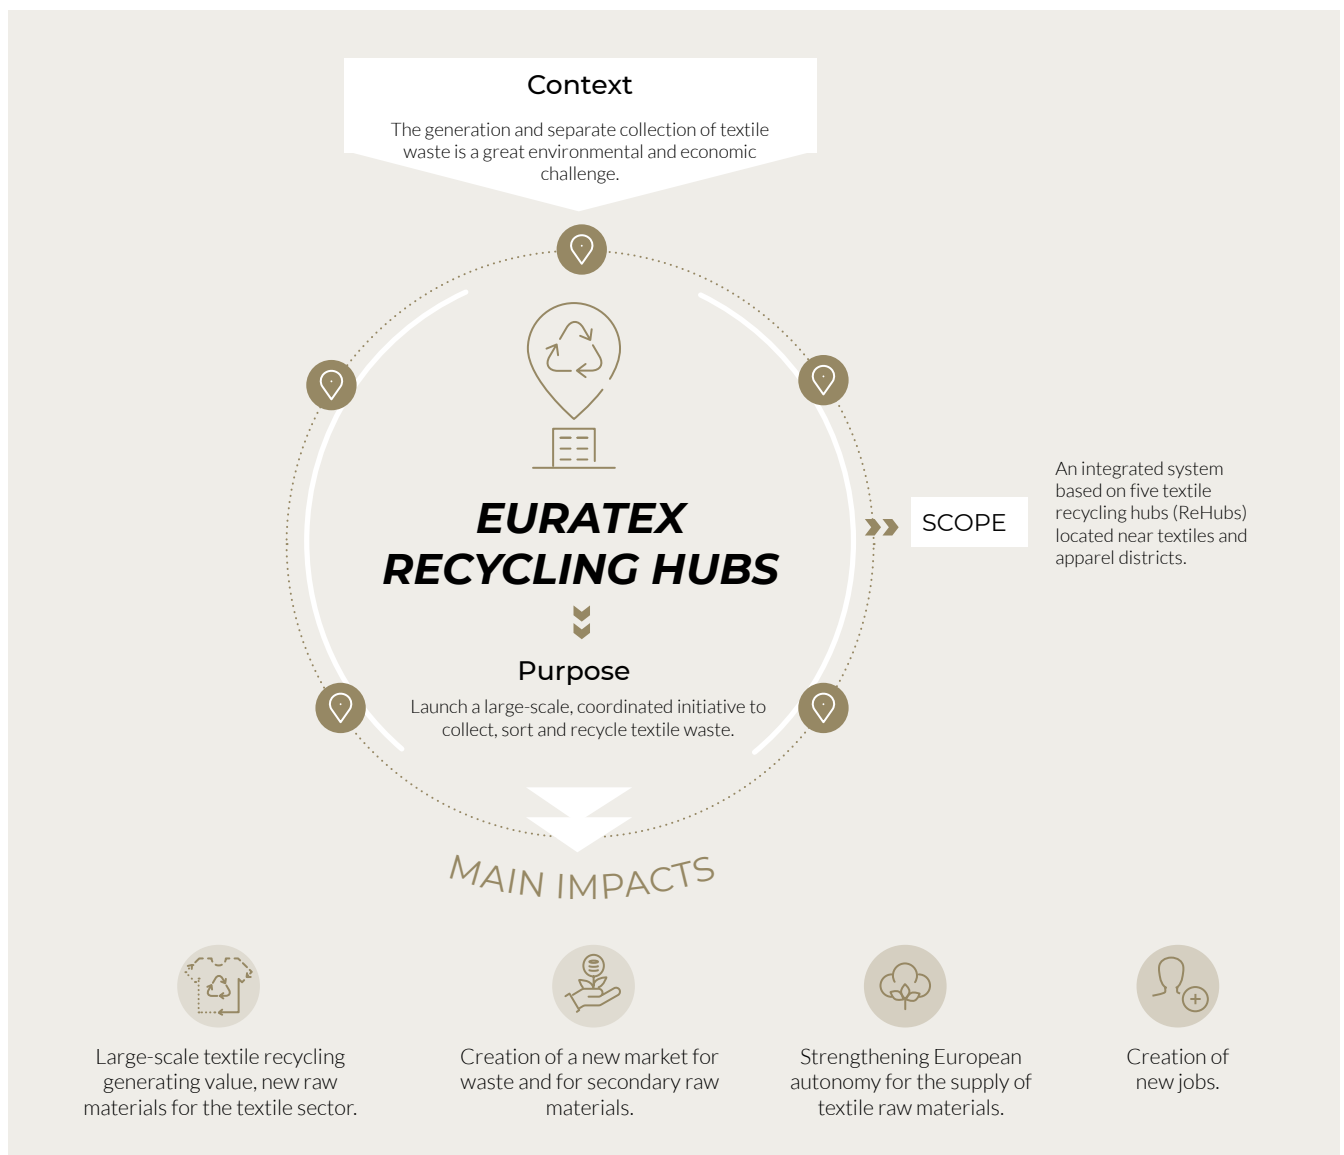 Context
The generation and separate collection of textile
waste is a great environmental and economic
challenge.
EURATEX
RECYCLING HUBS
Purpose
Launch a large-scale, coordinated initiative to
collect, sort and recycle textile waste.
SCOPE
An integrated system
based on five textile
recycling hubs (ReHubs)
located near textiles and
apparel districts.
MAIN IMPACTS
Large-scale textile recycling
generating value, new raw
materials for the textile sector.
Creation of a new market for
waste and for secondary raw
materials.
Strengthening European
autonomy for the supply of
textile raw materials.
Creation of
new jobs.